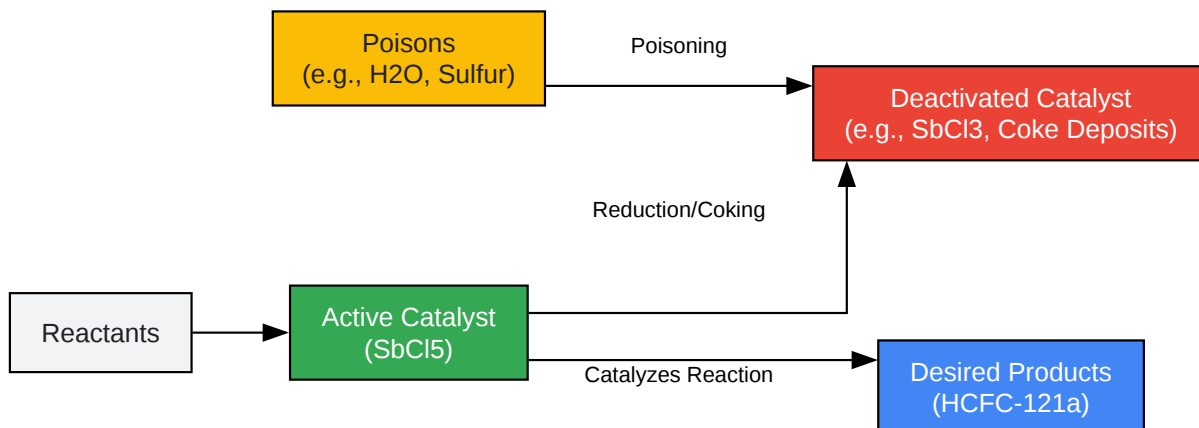 Poisons
(e.g., H2O, Sulfur)
Poisoning
Deactivated Catalyst
(e.g., SbCl3, Coke Deposits)
Reduction/Coking
Reactants
Active Catalyst
(SbCl5)
Catalyzes Reaction
Desired Products
(HCFC-121a)